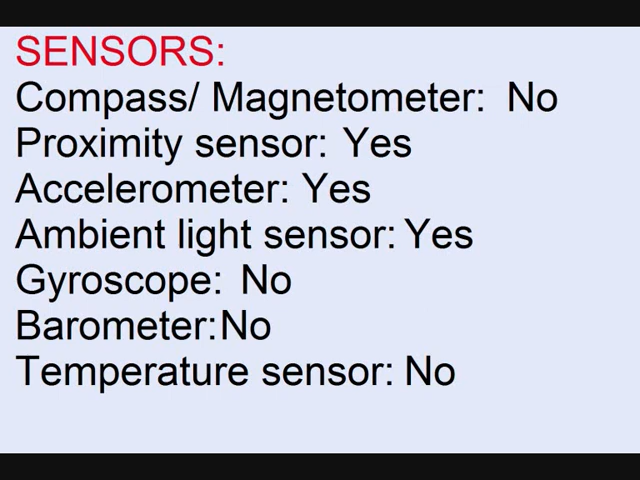 SENSORS:
Compass/ Magnetometer:  No
Proximity sensor:  Yes
Accelerometer: Yes
Ambient light sensor: Yes
Gyroscope:  No
Barometer:No
Temperature sensor: No